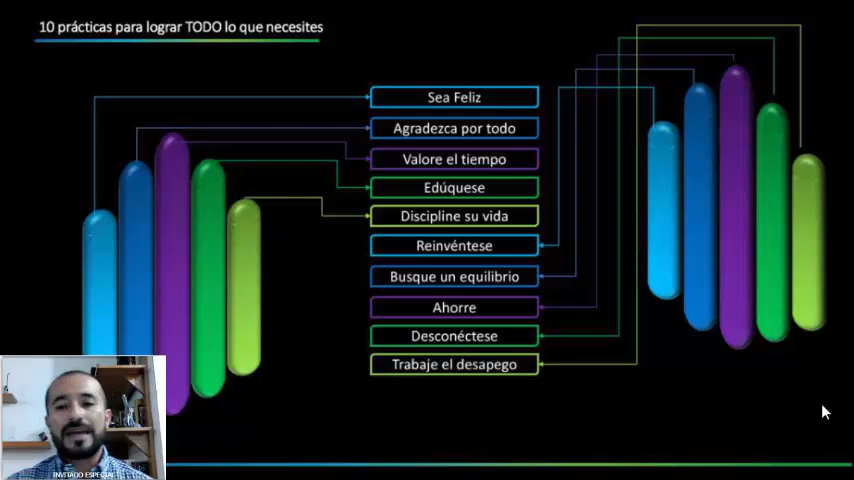 10 prácticas para lograr TODO lo que necesites
Sea Feliz
Agradezca por todo
Valore el tiempo
Edúquese
Discipline su vida
Reinvéntese
Busque un equilibrio
Ahorre
Desconéctese
Trabaje el desapego
INVITADO ESPECIAL